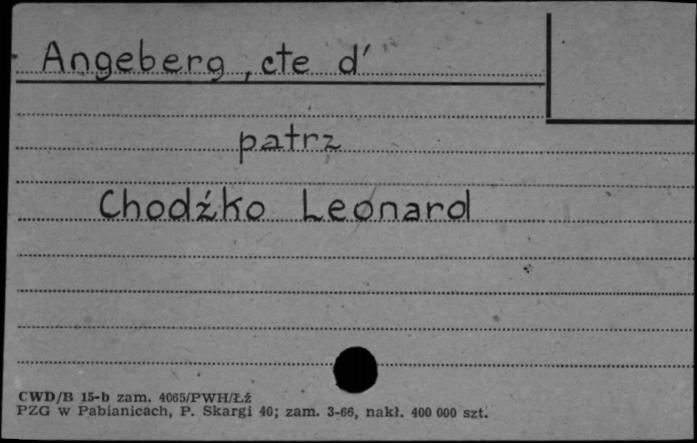 Angeberg, cte d'
patrz
Chodźko Leonard
CWD/B 15-b zam. 4065/PWH/Łź
PZG w Pabianicach, P. Skargi 40; zam. 3-66, nakł. 400 000 szt.